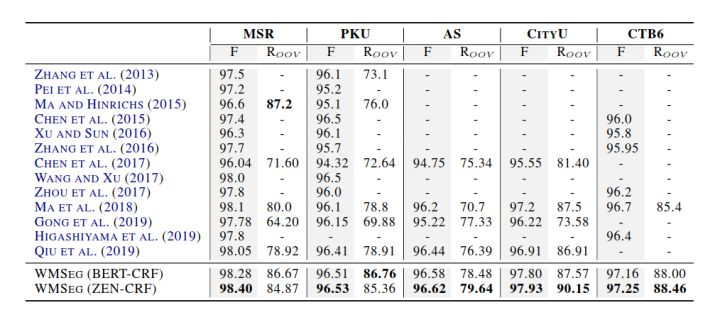 MSR PKU AS CITYU CTB6
F R_OOV F R_OOV F R_OOV F R_OOV F R_OOV
ZHANG ET AL. (2013) 97.5 - 96.1 73.1 - - - - - -
PEI ET AL. (2014) 97.2 - 95.2 - - - - - - -
MA AND HINRICHS (2015) 96.6 87.2 95.1 76.0 - - - - - -
CHEN ET AL. (2015) 97.4 - 96.5 - - - - - 96.0 -
XU AND SUN (2016) 96.3 - 96.1 - - - - - 95.8 -
ZHANG ET AL. (2016) 97.7 - 95.7 - - - - - 95.95 -
CHEN ET AL. (2017) 96.04 71.60 94.32 72.64 94.75 75.34 95.55 81.40 - -
WANG AND XU (2017) 98.0 - 96.5 - - - - - - -
ZHOU ET AL. (2017) 97.8 - 96.0 - - - - - 96.2 -
MA ET AL. (2018) 98.1 80.0 96.1 78.8 96.2 70.7 97.2 87.5 96.7 85.4
GONG ET AL. (2019) 97.78 64.20 96.15 69.88 95.22 77.33 96.22 73.58 - -
HIGASHIYAMA ET AL. (2019) 97.8 - - - - - - - 96.4 -
QIU ET AL. (2019) 98.05 78.92 96.41 78.91 96.44 76.39 96.91 86.91 - -
WMSEG (BERT-CRF) 98.28 86.67 96.51 86.76 96.58 78.48 97.80 87.57 97.16 88.00
WMSEG (ZEN-CRF) 98.40 84.87 96.53 85.36 96.62 79.64 97.93 90.15 97.25 88.46